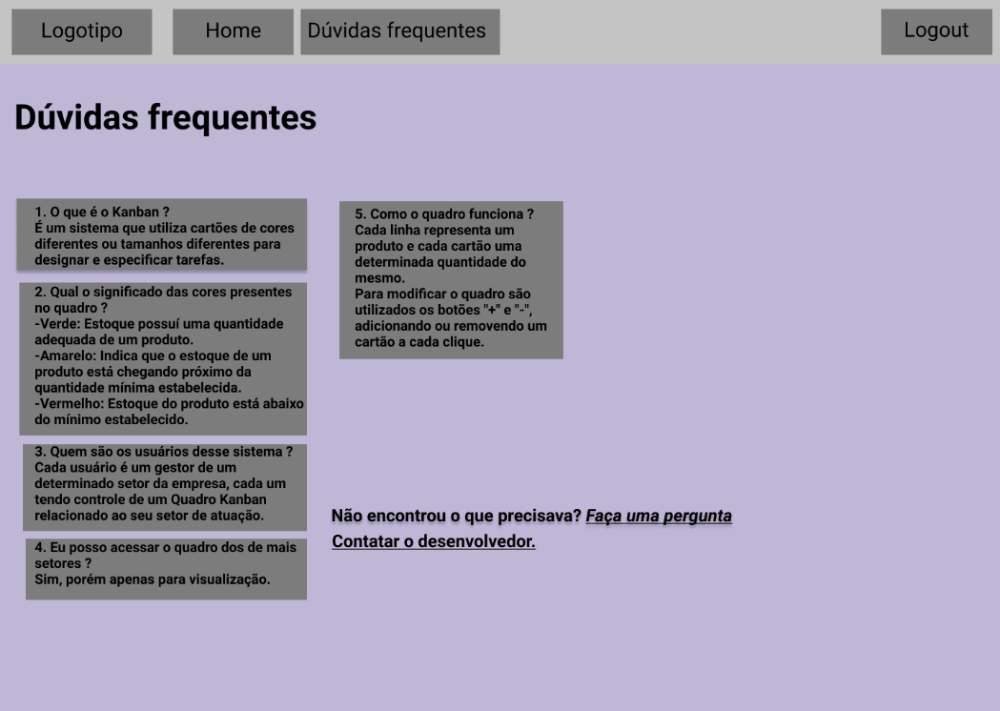 Logotipo
Home
Dúvidas frequentes
Logout
Dúvidas frequentes
1. O que é o Kanban ?
É um sistema que utiliza cartões de cores
diferentes ou tamanhos diferentes para
designar e especificar tarefas.
2. Qual o significado das cores presentes
no quadro ?
-Verde: Estoque possuí uma quantidade
adequada de um produto.
-Amarelo: Indica que o estoque de um
produto está chegando próximo da
quantidade mínima estabelecida.
-Vermelho: Estoque do produto está abaixo
do mínimo estabelecido.
3. Quem são os usuários desse sistema ?
Cada usuário é um gestor de um
determinado setor da empresa, cada um
tendo controle de um Quadro Kanban
relacionado ao seu setor de atuação.
4. Eu posso acessar o quadro dos de mais
setores ?
Sim, porém apenas para visualização.
5. Como o quadro funciona ?
Cada linha representa um
produto e cada cartão uma
determinada quantidade do
mesmo.
Para modificar o quadro são
utilizados os botões "+" e "-",
adicionando ou removendo um
cartão a cada clique.
Não encontrou o que precisava? Faça uma pergunta
Contatar o desenvolvedor.